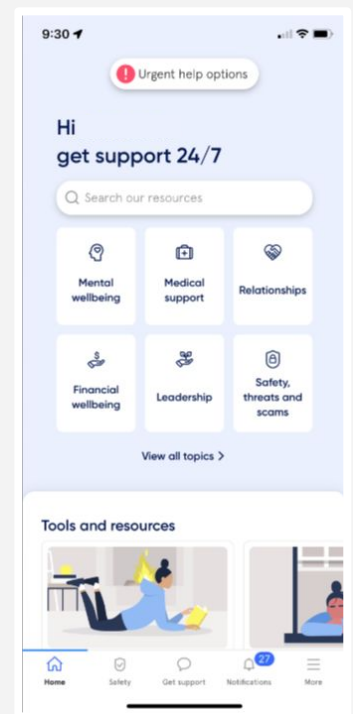 9:30
! Urgent help options
Hi
get support 24/7
Search our resources
Mental
wellbeing
Medical
support
Relationships
Financial
wellbeing
Leadership
Safety,
threats and
scams
View all topics >
Tools and resources
27
Home
Safety
Get support
Notifications
More